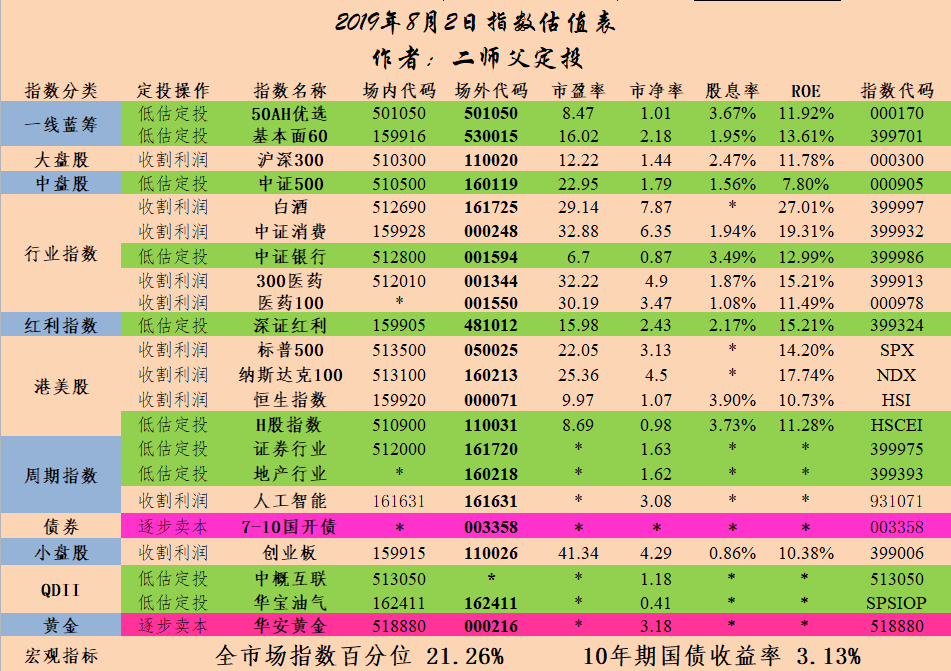 2019年8月2日指数估值表
作者：二师父定投
指数分类 定投操作 指数名称 场内代码 场外代码 市盈率 市净率 股息率 ROE 指数代码
一线蓝筹 低估定投 50AH优选 501050 501050 8.47 1.01 3.67% 11.92% 000170
低估定投 基本面60 159916 530015 16.02 2.18 1.95% 13.61% 399701
大盘股 收割利润 沪深300 510300 110020 12.22 1.44 2.47% 11.78% 000300
中盘股 低估定投 中证500 510500 160119 22.95 1.79 1.56% 7.80% 000905
行业指数 收割利润 白酒 512690 161725 29.14 7.87 * 27.01% 399997
收割利润 中证消费 159928 000248 32.88 6.35 1.94% 19.31% 399932
低估定投 中证银行 512800 001594 6.7 0.87 3.49% 12.99% 399986
收割利润 300医药 512010 001344 32.22 4.9 1.87% 15.21% 399913
收割利润 医药100 * 001550 30.19 3.47 1.08% 11.49% 000978
红利指数 低估定投 深证红利 159905 481012 15.98 2.43 2.17% 15.21% 399324
港美股 收割利润 标普500 513500 050025 22.05 3.13 * 14.20% SPX
收割利润 纳斯达克100 513100 160213 25.36 4.5 * 17.74% NDX
收割利润 恒生指数 159920 000071 9.97 1.07 3.90% 10.73% HSI
低估定投 H股指数 510900 110031 8.69 0.98 3.73% 11.28% HSCEI
周期指数 低估定投 证券行业 512000 161720 * 1.63 * * 399975
低估定投 地产行业 * 160218 * 1.62 * * 399393
收割利润 人工智能 161631 161631 * 3.08 * * 931071
债券 逐步卖本 7-10国开债 * 003358 * * * * 003358
小盘股 收割利润 创业板 159915 110026 41.34 4.29 0.86% 10.38% 399006
QDII 低估定投 中概互联 513050 * * 1.18 * * 513050
低估定投 华宝油气 162411 162411 * 0.41 * * SPSIOP
黄金 逐步卖本 华安黄金 518880 000216 * 3.18 * * 518880
宏观指标 全市场指数百分位 21.26% 10年期国债收益率 3.13%